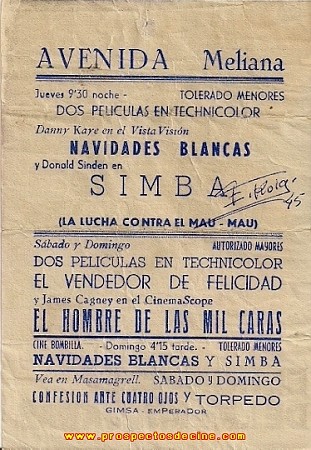 AVENIDA Meliana
Jueves 9'30 noche - TOLERADO MENORES
DOS PELICULAS EN TECHNICOLOR
Danny Kaye en el Vista Visión
NAVIDADES BLANCAS
y Donald Sinden en
SIMBA
45
(LA LUCHA CONTRA EL MAU - MAU)
Sábado y Domingo AUTORIZADO MAYORES
DOS PELICULAS EN TECHNICOLOR
EL VENDEDOR DE FELICIDAD
y James Cagney en el CinemaScope
EL HOMBRE DE LAS MIL CARAS
CINE BOMBILLA. - Domingo 4'15 tarde. - TOLERADO MENORES
NAVIDADES BLANCAS Y SIMBA
Vea en Masamagrell. SABADO y DOMINGO
CONFESION ANTE CUATRO OJOS y TORPEDO
GIMSA - EMPERADOR
www.prospectosdecine.com